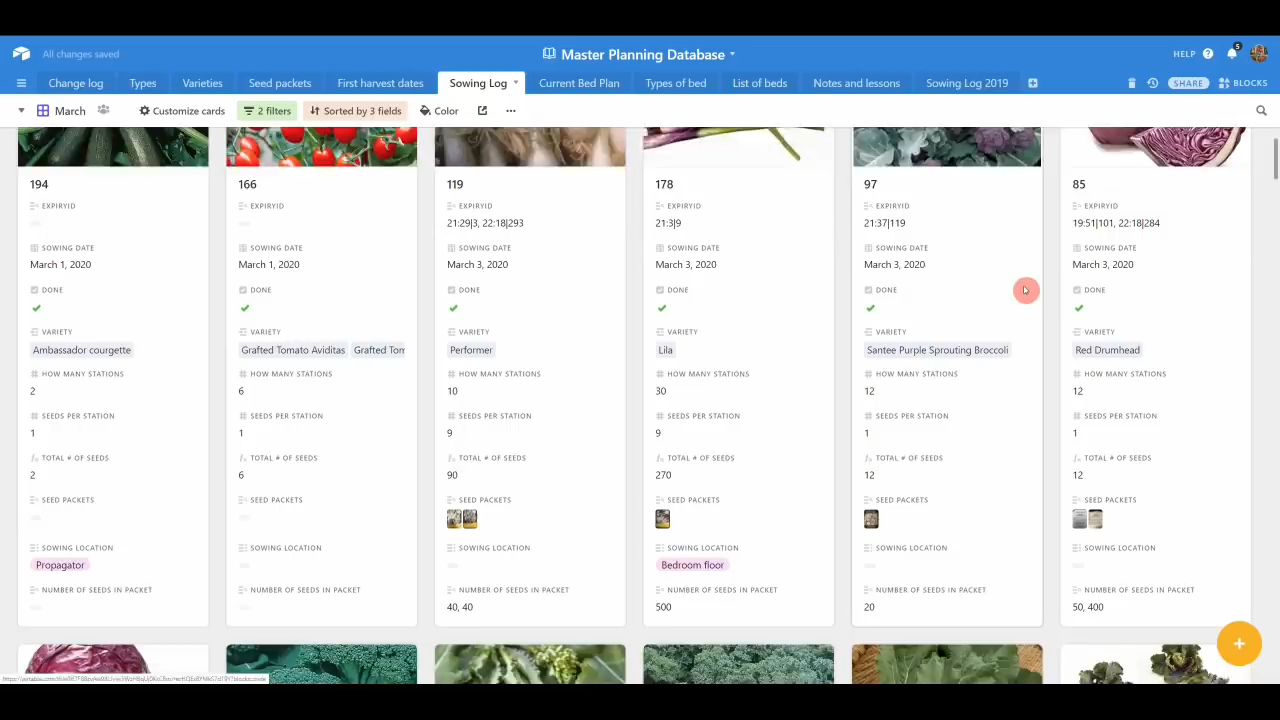 All changes saved
Master Planning Database
HELP
5
Change log Types Varieties Seed packets First harvest dates Sowing Log Current Bed Plan Types of bed List of beds Notes and lessons Sowing Log 2019 SHARE BLOCKS
March Customize cards 2 filters Sorted by 3 fields Color
194 166 119 178 97 85
EXPIRYID EXPIRYID EXPIRYID EXPIRYID EXPIRYID EXPIRYID
21:29|3, 22:18|293 21:3|9 21:37|119 19:51|101, 22:18|284
SOWING DATE SOWING DATE SOWING DATE SOWING DATE SOWING DATE SOWING DATE
March 1, 2020 March 1, 2020 March 3, 2020 March 3, 2020 March 3, 2020 March 3, 2020
DONE DONE DONE DONE DONE DONE
VARIETY VARIETY VARIETY VARIETY VARIETY VARIETY
Ambassador courgette Grafted Tomato Aviditas Grafted Tom Performer Lila Santee Purple Sprouting Broccoli Red Drumhead
HOW MANY STATIONS HOW MANY STATIONS HOW MANY STATIONS HOW MANY STATIONS HOW MANY STATIONS HOW MANY STATIONS
2 6 10 30 12 12
SEEDS PER STATION SEEDS PER STATION SEEDS PER STATION SEEDS PER STATION SEEDS PER STATION SEEDS PER STATION
1 1 9 9 1 1
TOTAL # OF SEEDS TOTAL # OF SEEDS TOTAL # OF SEEDS TOTAL # OF SEEDS TOTAL # OF SEEDS TOTAL # OF SEEDS
2 6 90 270 12 12
SEED PACKETS SEED PACKETS SEED PACKETS SEED PACKETS SEED PACKETS SEED PACKETS
SOWING LOCATION SOWING LOCATION SOWING LOCATION SOWING LOCATION SOWING LOCATION SOWING LOCATION
Propagator Bedroom floor
NUMBER OF SEEDS IN PACKET NUMBER OF SEEDS IN PACKET NUMBER OF SEEDS IN PACKET NUMBER OF SEEDS IN PACKET NUMBER OF SEEDS IN PACKET NUMBER OF SEEDS IN PACKET
40, 40 500 20 50, 400